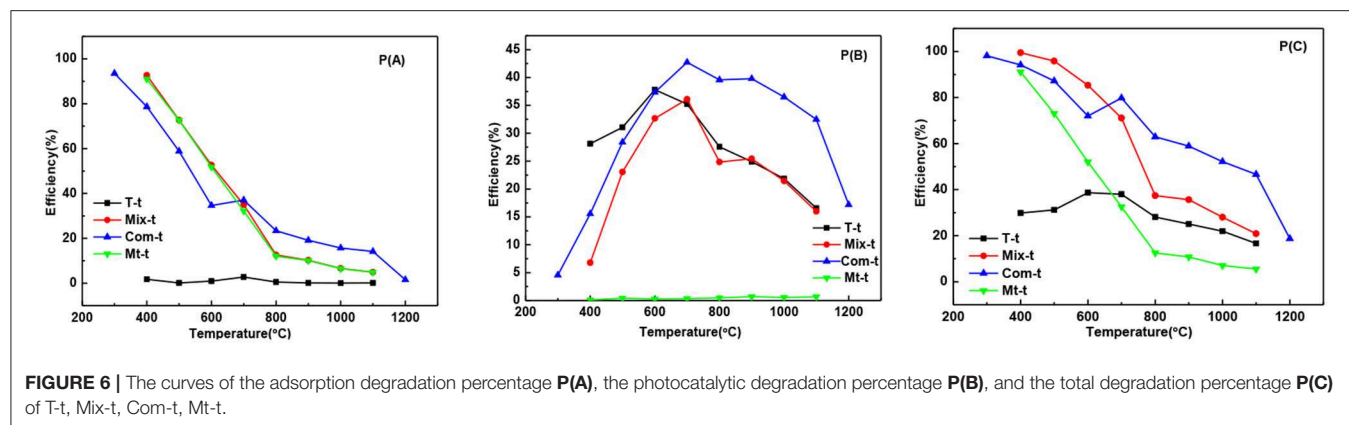 P(A)
Efficiency(%)
100
80
60
40
20
0
T-t
Mix-t
Com-t
Mt-t
200 400 600 800 1000 1200
Temperature(°C)
P(B)
Efficiency(%)
45
40
35
30
25
20
15
10
5
0
T-t
Mix-t
Com-t
Mt-t
200 400 600 800 1000 1200
Temperature(°C)
P(C)
Efficiency(%)
100
80
60
40
20
0
T-t
Mix-t
Com-t
Mt-t
200 400 600 800 1000 1200
Temperature(°C)
FIGURE 6 | The curves of the adsorption degradation percentage P(A), the photocatalytic degradation percentage P(B), and the total degradation percentage P(C)
of T-t, Mix-t, Com-t, Mt-t.